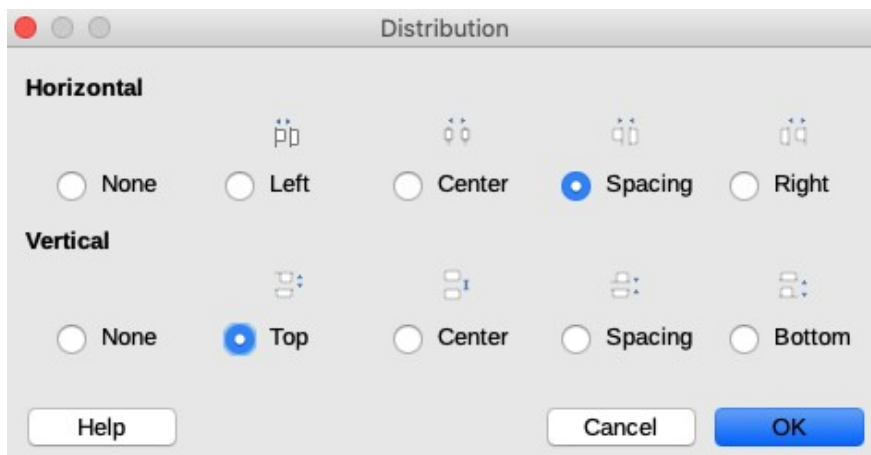 Distribution
Horizontal
None Left Center Spacing Right
Vertical
None Top Center Spacing Bottom
Help Cancel OK